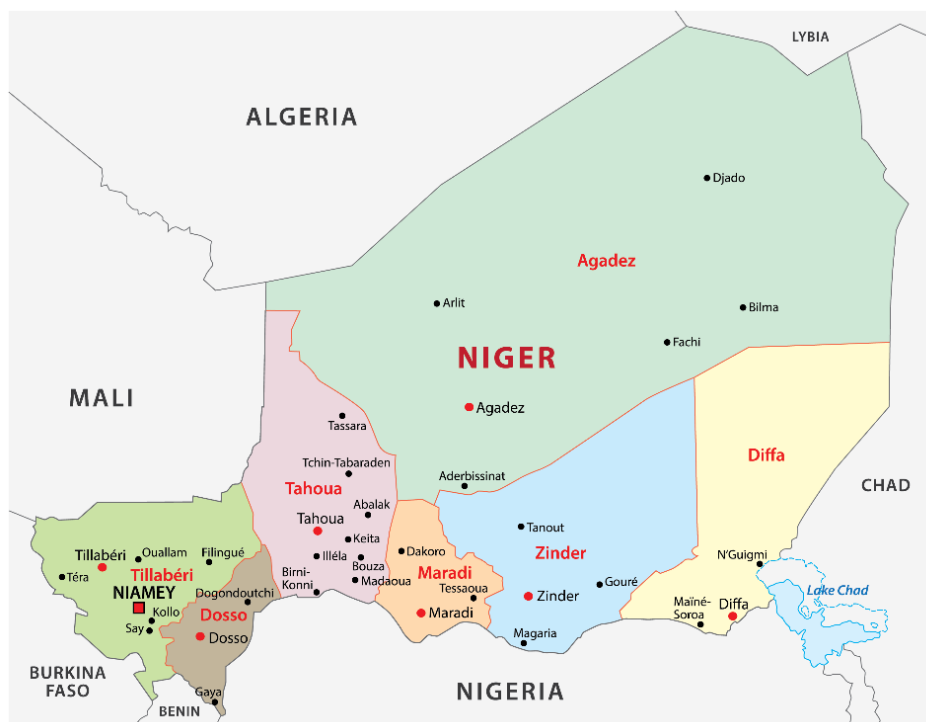 LYBIA
ALGERIA
Djado
Agadez
Arlit
Bilma
NIGER
Fachi
MALI
Agadez
Tassara
Diffa
Tchin-Tabaraden
Aderbissinat
Tahoua
CHAD
Abalak
Tahoua
Tanout
Keita
Tillabéri
Ouallam
Filingué
Illéla
Dakoro
Zinder
N'Guigmi
Bouza
Téra
Tillabéri
Birni-
Konni
Madaoua
Maradi
Gouré
Lake Chad
NIAMEY
Dogondoutchi
Tessaoua
Zinder
Maïné-
Soroa
Diffa
Kollo
Dosso
Maradi
Say
Dosso
Magaria
BURKINA
FASO
Gaya
NIGERIA
BENIN